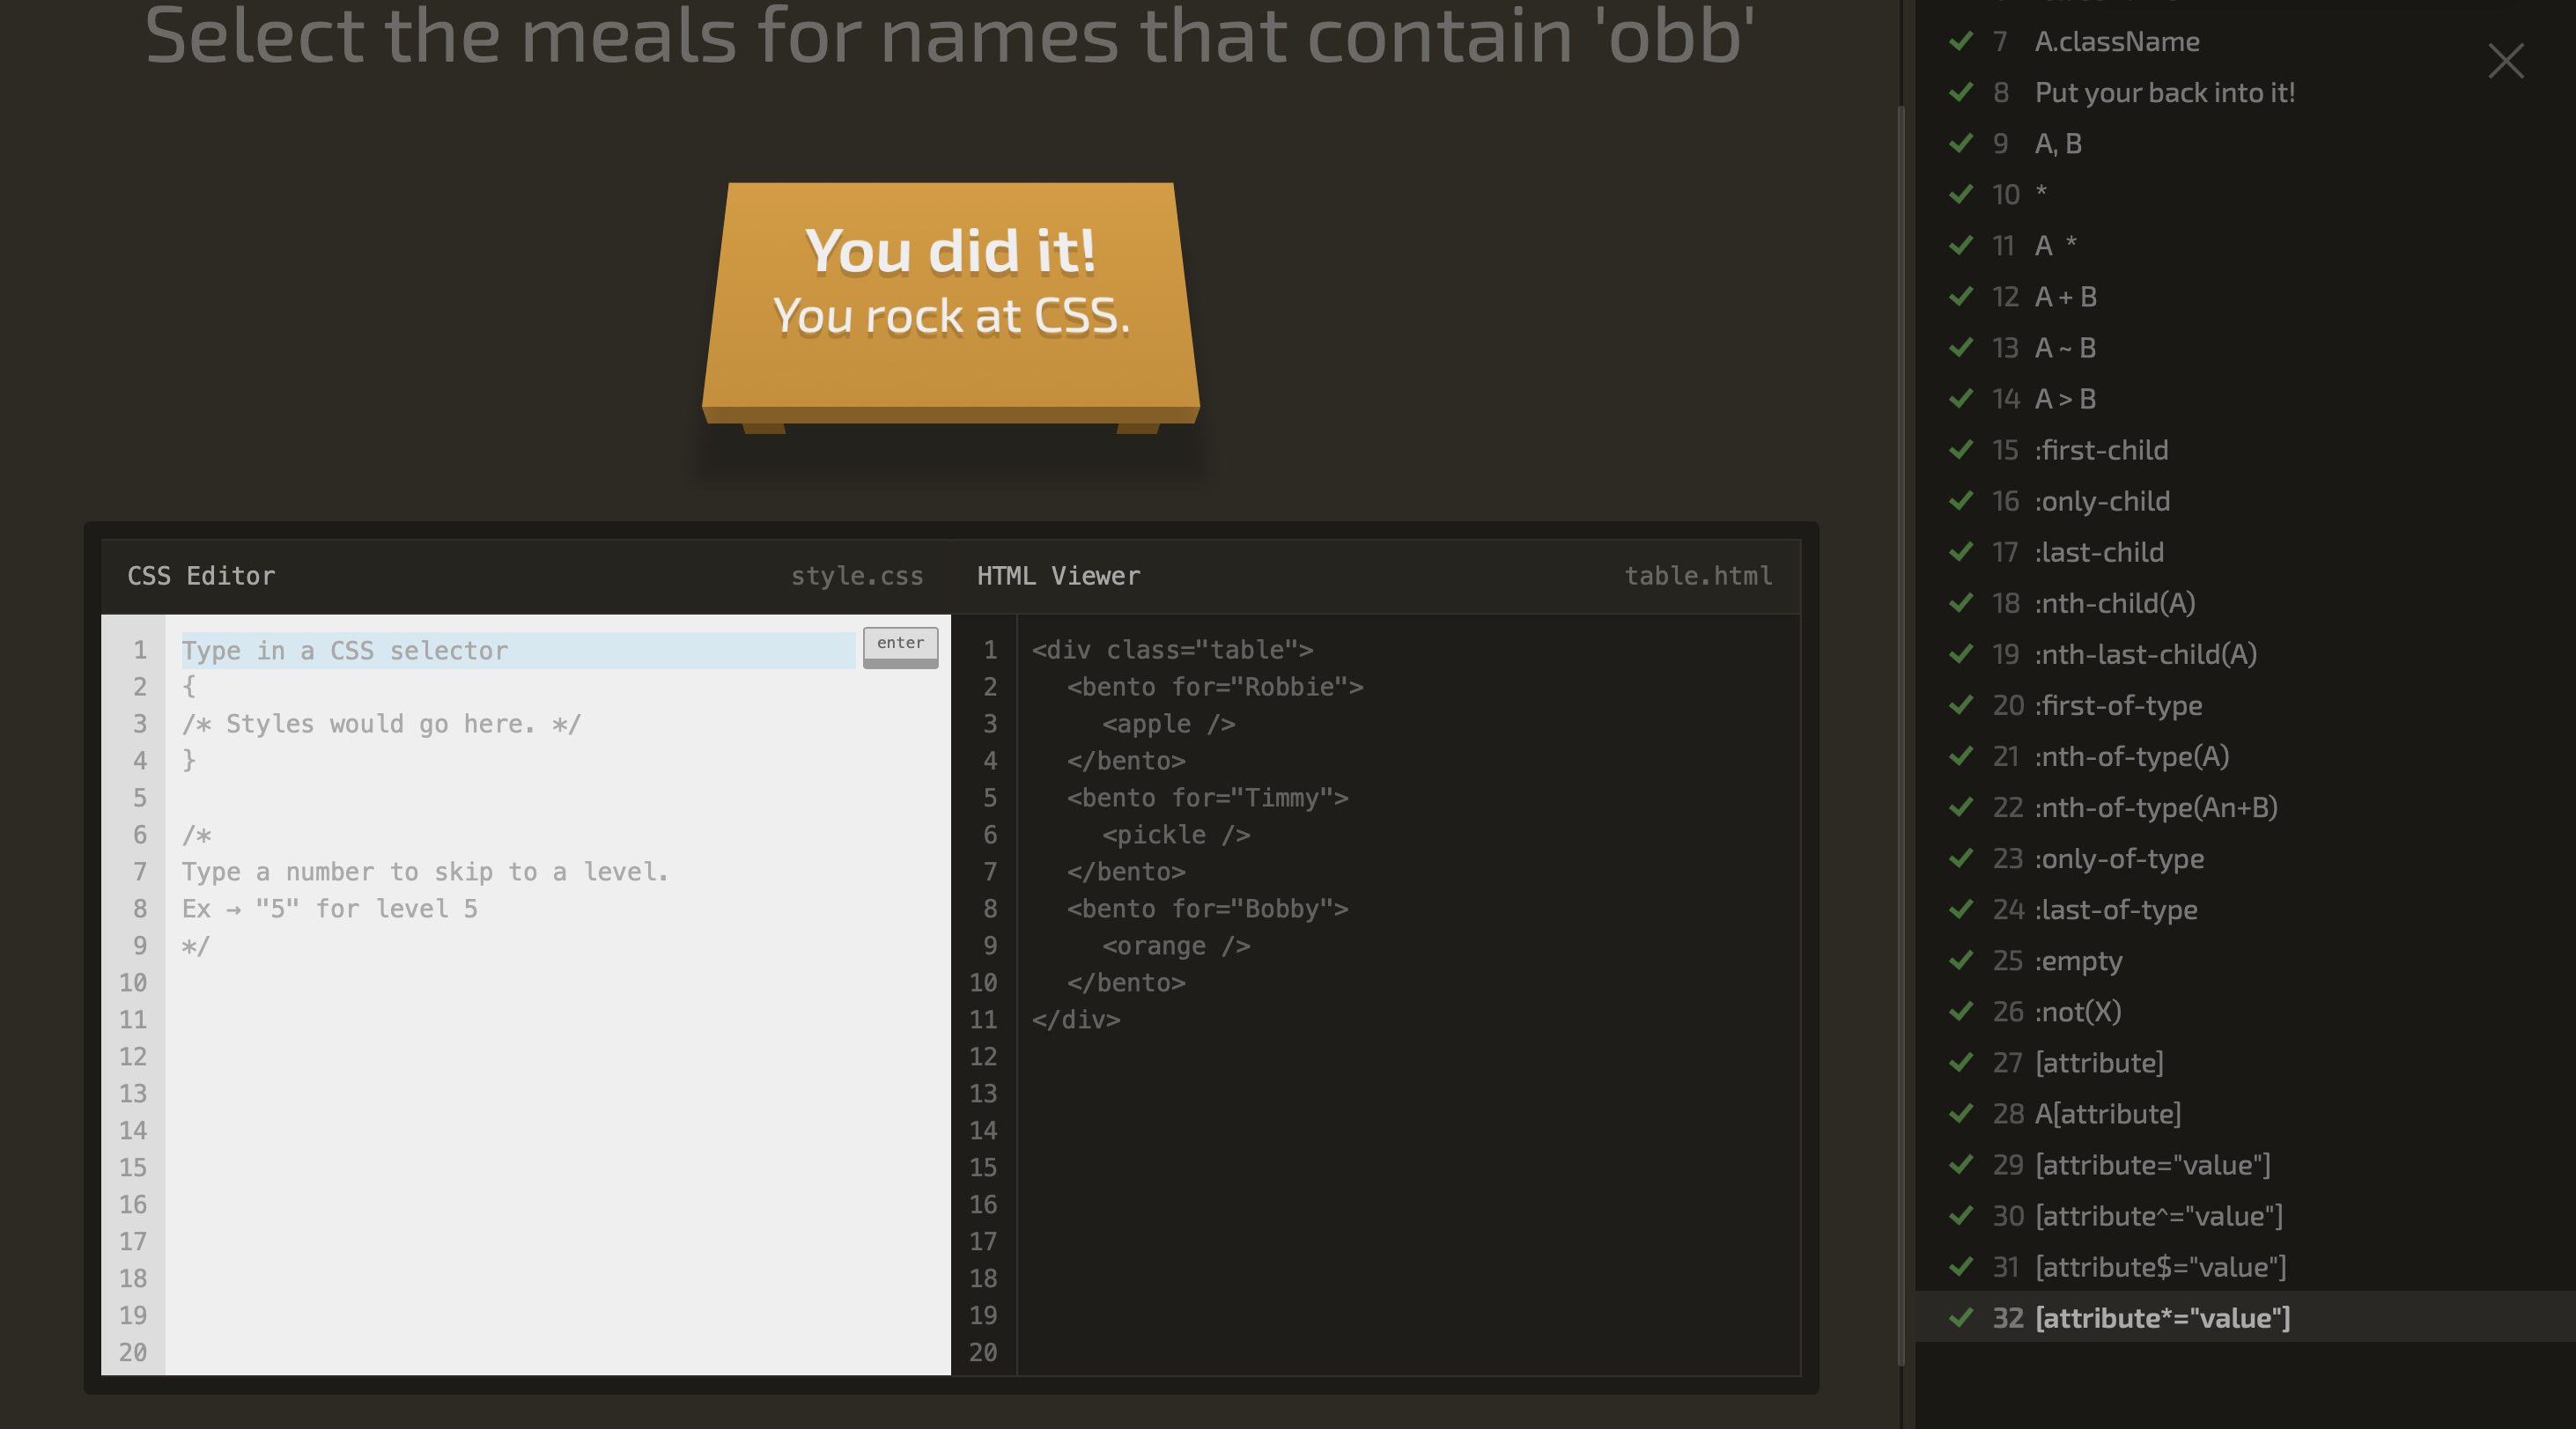 Select the meals for names that contain 'obb'
You did it!
You rock at CSS.
CSS Editor style.css
1 Type in a CSS selector enter
2 {
3 /* Styles would go here. */
4 }
5
6 /*
7 Type a number to skip to a level.
8 Ex → "5" for level 5
9 */
10
11
12
13
14
15
16
17
18
19
20
HTML Viewer table.html
1 <div class="table">
2 <bento for="Robbie">
3 <apple />
4 </bento>
5 <bento for="Timmy">
6 <pickle />
7 </bento>
8 <bento for="Bobby">
9 <orange />
10 </bento>
11 </div>
12
13
14
15
16
17
18
19
20
7 A.className
8 Put your back into it!
9 A, B
10 *
11 A *
12 A + B
13 A ~ B
14 A > B
15 :first-child
16 :only-child
17 :last-child
18 :nth-child(A)
19 :nth-last-child(A)
20 :first-of-type
21 :nth-of-type(A)
22 :nth-of-type(An+B)
23 :only-of-type
24 :last-of-type
25 :empty
26 :not(X)
27 [attribute]
28 A[attribute]
29 [attribute="value"]
30 [attribute^="value"]
31 [attribute$="value"]
32 [attribute*="value"]